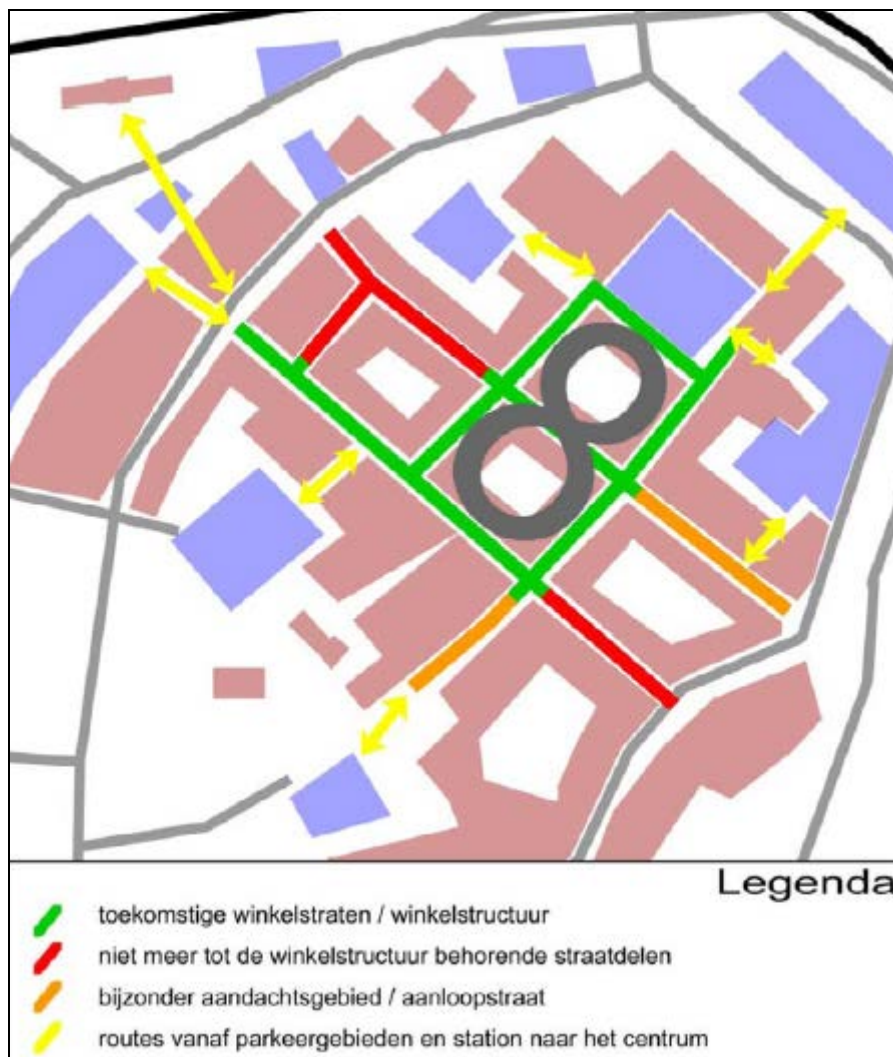 Legenda
toekomstige winkelstraten / winkelstructuur
niet meer tot de winkelstructuur behorende straatdelen
bijzonder aandachtsgebied / aanloopstraat
routes vanaf parkeergebieden en station naar het centrum